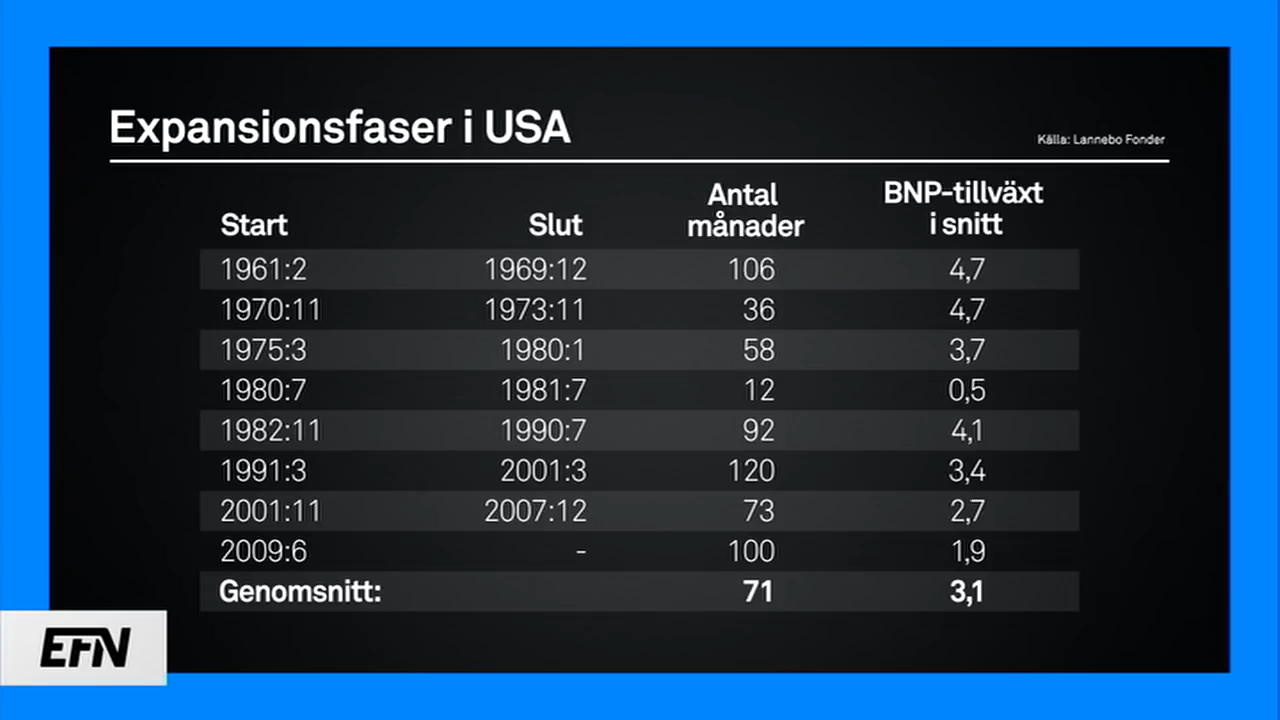 Expansionsfaser i USA
Källa: Lannebo Fonder
Start Slut Antal månader BNP-tillväxt i snitt
1961:2 1969:12 106 4,7
1970:11 1973:11 36 4,7
1975:3 1980:1 58 3,7
1980:7 1981:7 12 0,5
1982:11 1990:7 92 4,1
1991:3 2001:3 120 3,4
2001:11 2007:12 73 2,7
2009:6 - 100 1,9
Genomsnitt: 71 3,1
EFN